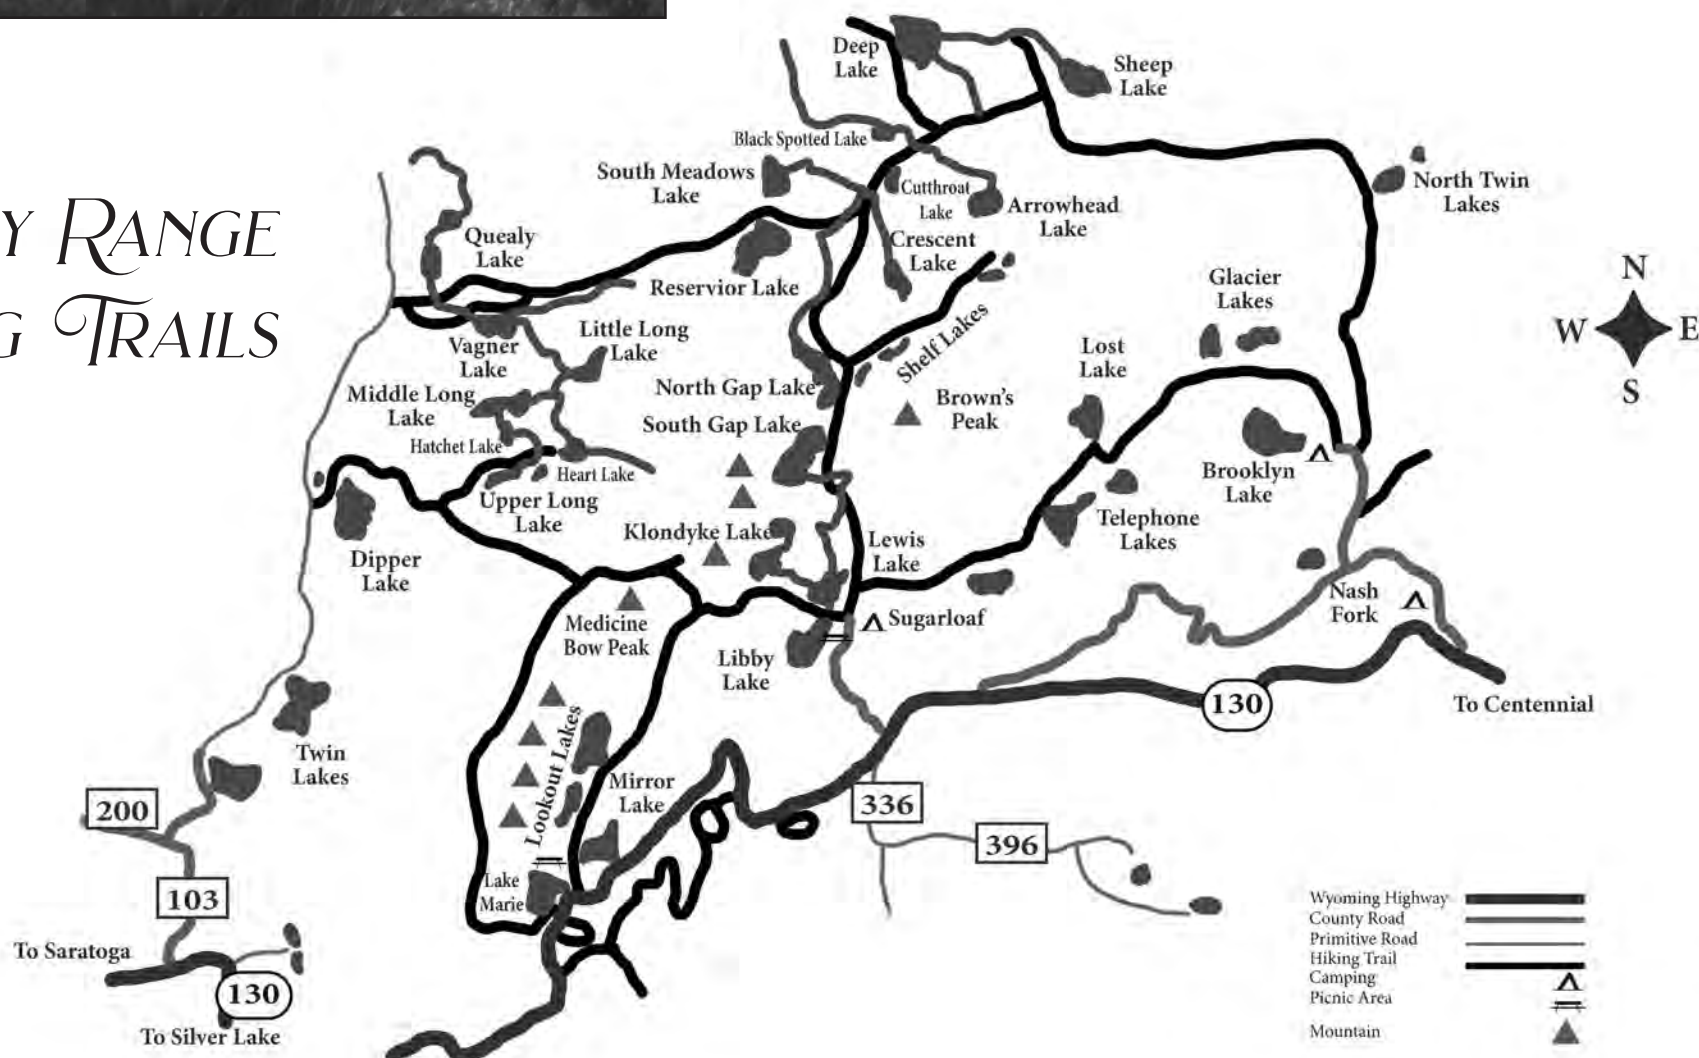 Y RANGE
G TRAILS
Deep
Lake
Sheep
Lake
Black Spotted Lake
South Meadows
Lake
Cutthroat
Lake
Arrowhead
Lake
North Twin
Lakes
Quealy
Lake
Crescent
Lake
Reservior Lake
Glacier
Lakes
N
W
E
S
Vagner
Lake
Little Long
Lake
Shelf Lakes
Lost
Lake
Middle Long
Lake
North Gap Lake
Brown's
Peak
South Gap Lake
Hatchet Lake
Heart Lake
Upper Long
Lake
Brooklyn
Lake
Klondyke Lake
Telephone
Lakes
Dipper
Lake
Lewis
Lake
Medicine
Bow Peak
Sugarloaf
Nash
Fork
Libby
Lake
130
To Centennial
Twin
Lakes
Lookout Lakes
Mirror
Lake
200
336
396
103
Lake
Marie
To Saratoga
130
To Silver Lake
Wyoming Highway
County Road
Primitive Road
Hiking Trail
Camping
Picnic Area
Mountain